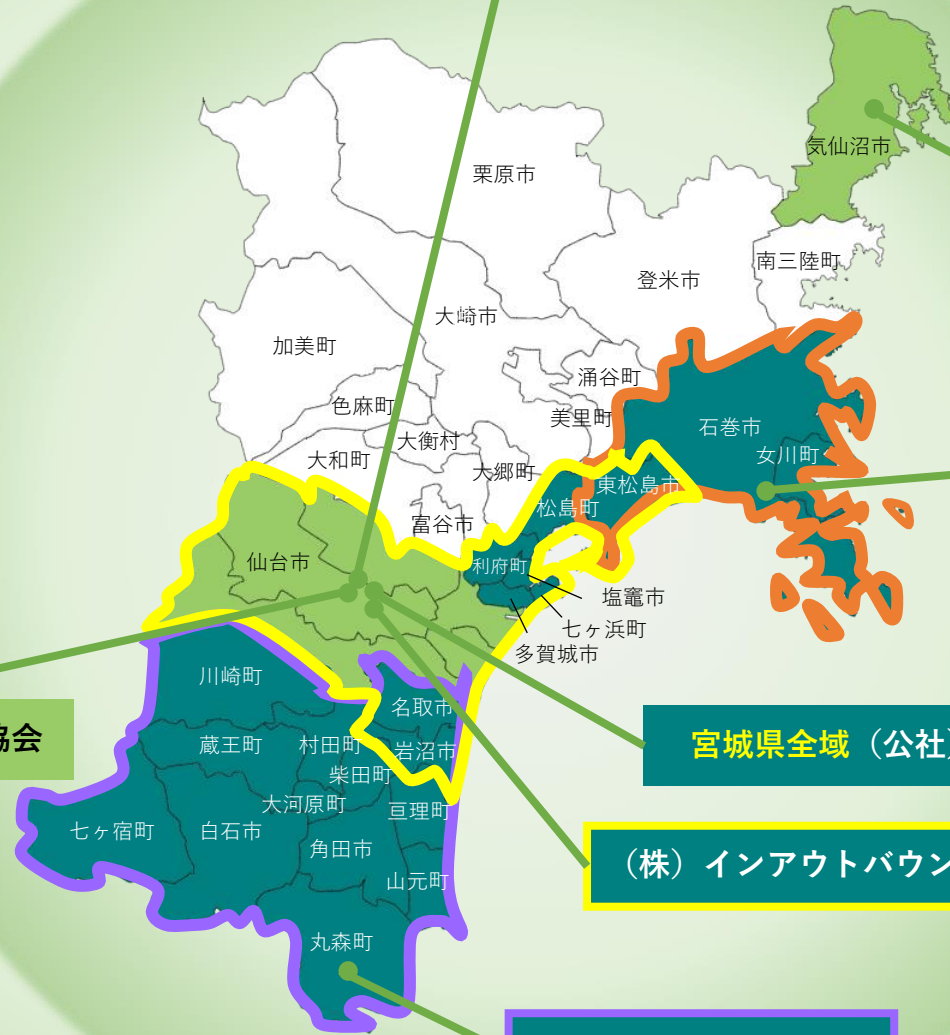 気仙沼市
栗原市
南三陸町
登米市
大崎市
加美町
涌谷町
色麻町
美里町
石巻市
大衡村
女川町
大和町
大郷町
東松島市
松島町
富谷市
仙台市
利府町
塩竈市
七ヶ浜町
多賀城市
川崎町
名取市
協会
蔵王町
村田町
岩沼市
宮城県全域（公社）
柴田町
大河原町
亘理町
七ヶ宿町
白石市
角田市
（株）インアウトバウン
山元町
丸森町